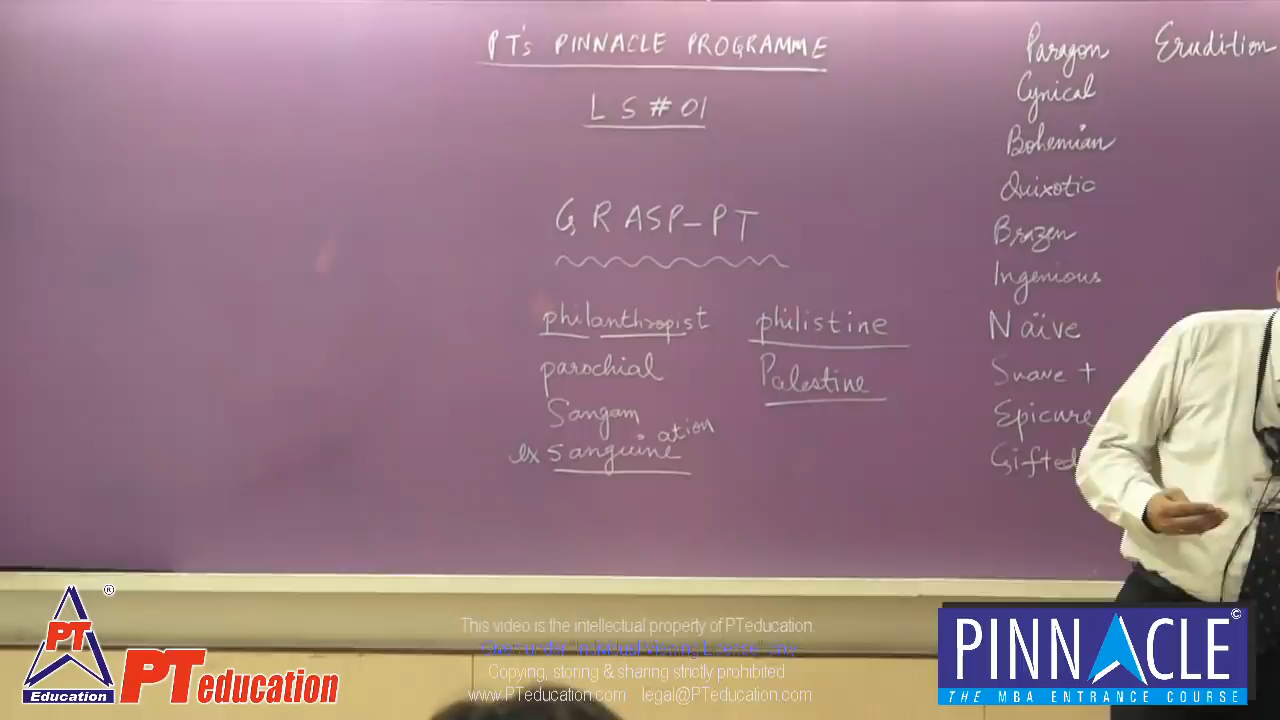 PT's PINNACLE PROGRAMME
LS # 01
GRASP-PT
philanthropist philistine
parochial Palestine
Sangam
ex sanguine ation
Paragon Erudition
Cynical
Bohemian
Quixotic
Brazen
Ingenious
Naïve
Suave +
Epicure
Gifted
PT ®
Education
PT education
This video is the intellectual property of PTeducation.
Copying, storing & sharing strictly prohibited
www.PTeducation.com legal@PTeducation.com
PINNACLE ©
THE MBA ENTRANCE COURSE